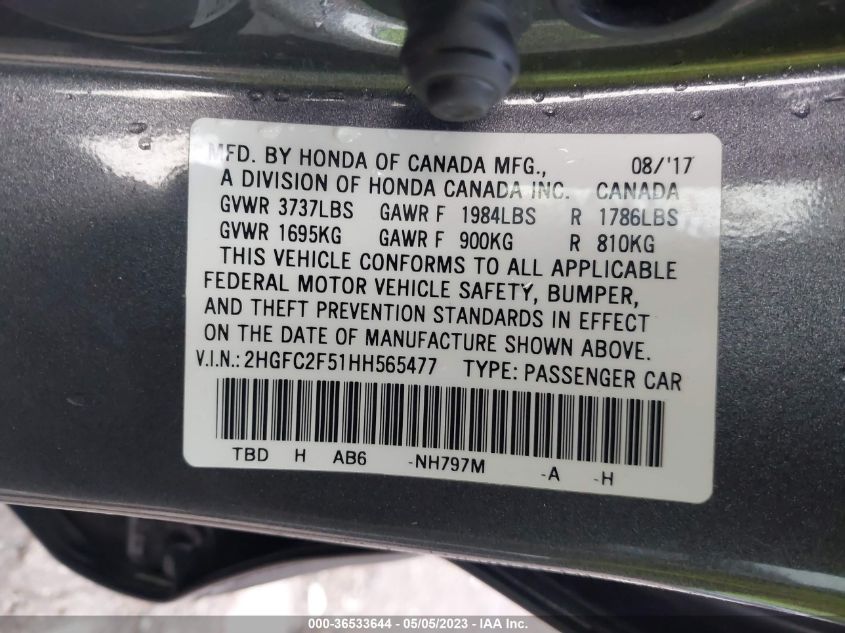 MFD. BY HONDA OF CANADA MFG., 08/'17
A DIVISION OF HONDA CANADA INC. CANADA
GVWR 3737LBS GAWR F 1984LBS R 1786LBS
GVWR 1695KG GAWR F 900KG R 810KG
THIS VEHICLE CONFORMS TO ALL APPLICABLE
FEDERAL MOTOR VEHICLE SAFETY, BUMPER,
AND THEFT PREVENTION STANDARDS IN EFFECT
ON THE DATE OF MANUFACTURE SHOWN ABOVE.
V.I.N.: 2HGFC2F51HH565477 TYPE: PASSENGER CAR
TBD H AB6 -NH797M -A -H
000-36533644 - 05/05/2023 - IAA